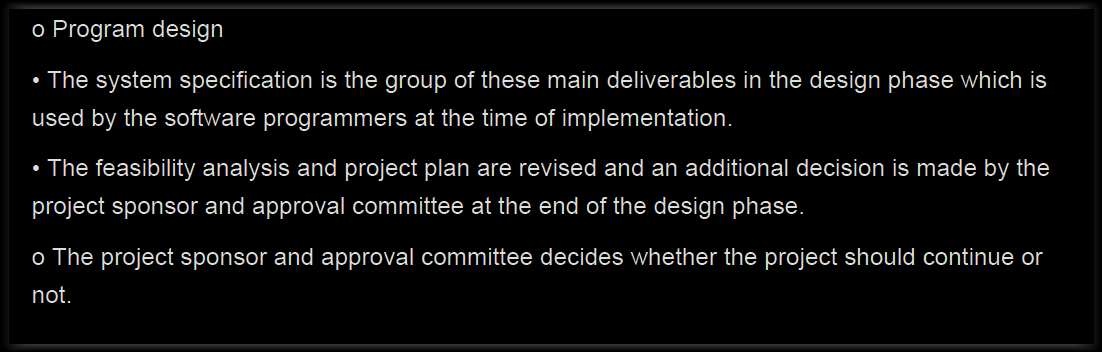 o Program design
• The system specification is the group of these main deliverables in the design phase which is
used by the software programmers at the time of implementation.
• The feasibility analysis and project plan are revised and an additional decision is made by the
project sponsor and approval committee at the end of the design phase.
o The project sponsor and approval committee decides whether the project should continue or
not.